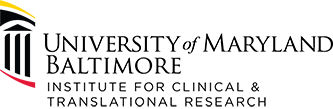 UNIVERSITY of MARYLAND
BALTIMORE
INSTITUTE FOR CLINICAL &
TRANSLATIONAL RESEARCH